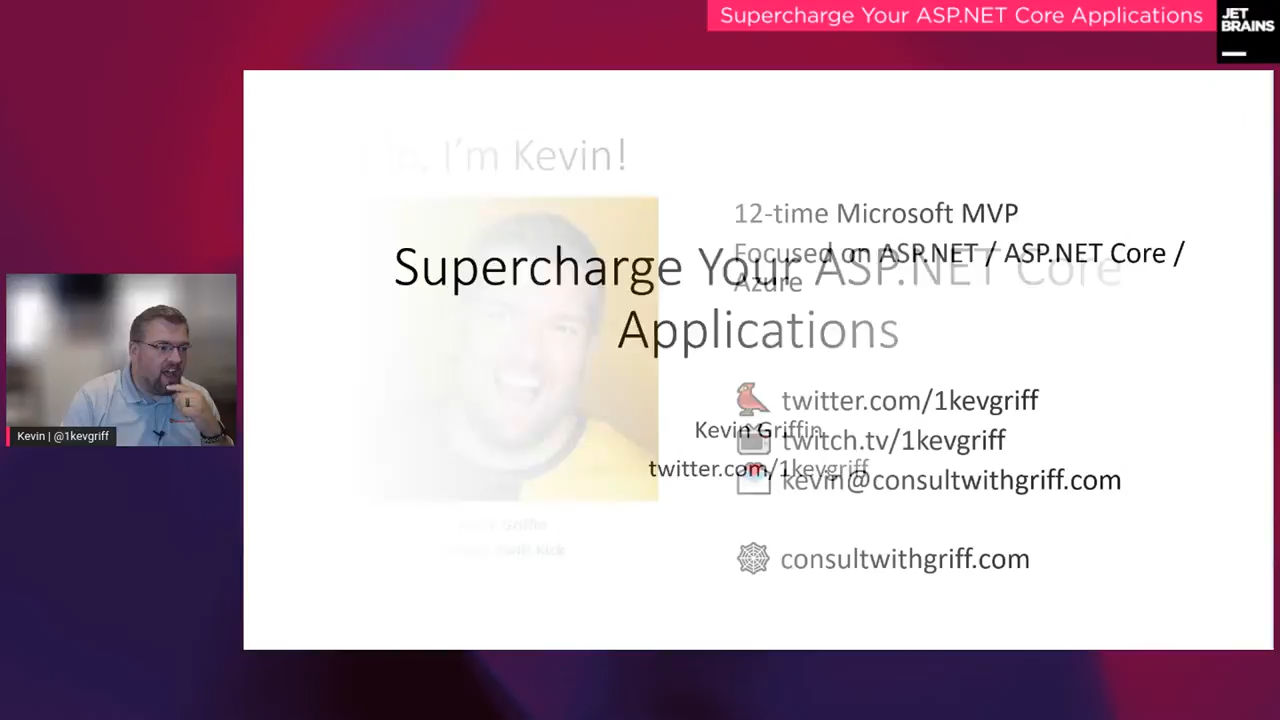 Supercharge Your ASP.NET Core Applications
JET
BRAINS
I'm Kevin!
12-time Microsoft MVP
Focused on ASP.NET / ASP.NET Core /
Azure
Supercharge Your ASP.NET Core
Applications
twitter.com/1kevgriff
Kevin Griffin
twitch.tv/1kevgriff
twitter.com/1kevgriff
kevin@consultwithgriff.com
Griffin
consultwithgriff.com
Kevin | @1kevgriff